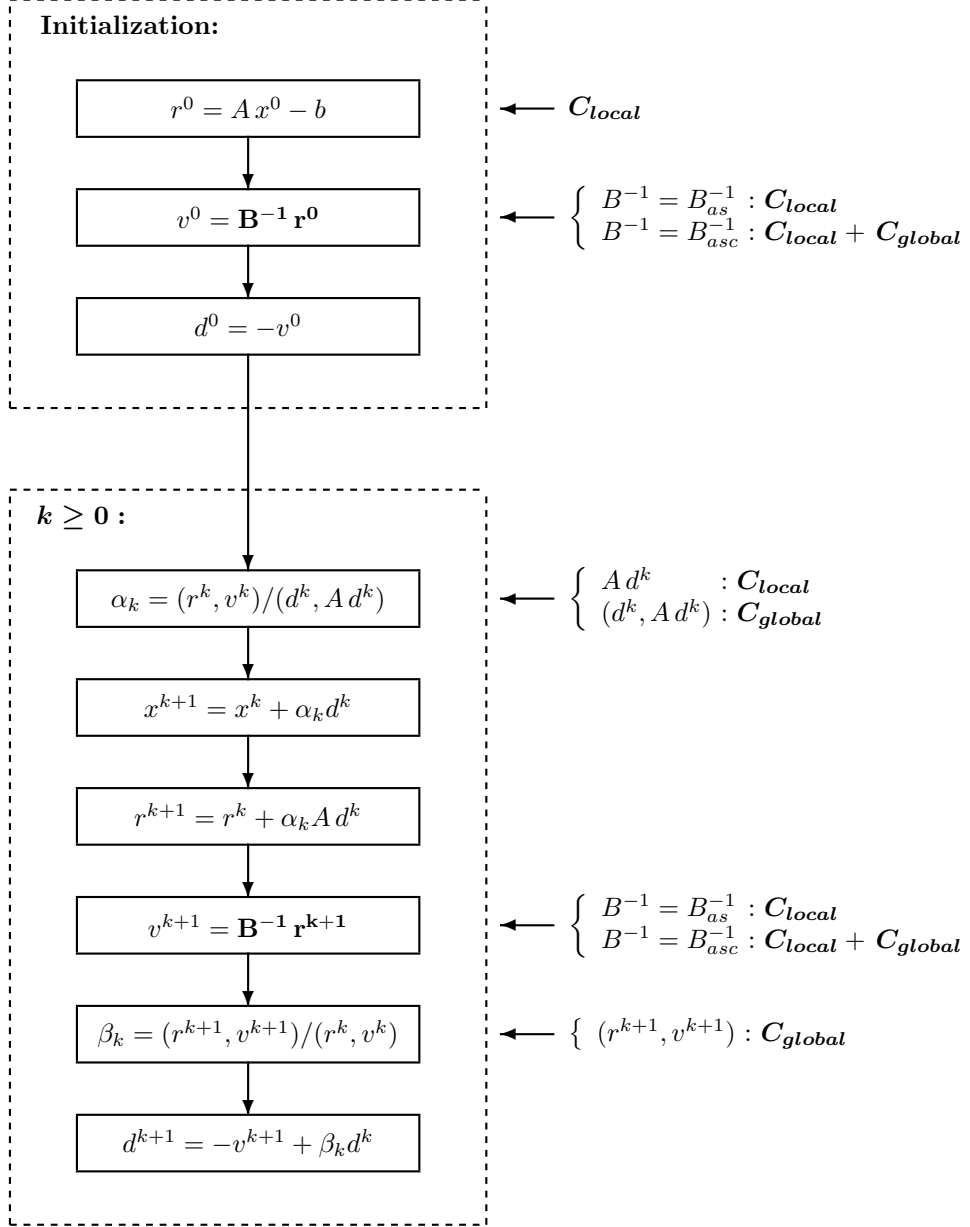 Initialization:
r^0 = A x^0 − b
C_local
v^0 = B^{−1} r^0
B^{−1} = B_{as}^{−1} : C_local
B^{−1} = B_{asc}^{−1} : C_local + C_global
d^0 = −v^0
k ≥ 0 :
α_k = (r^k, v^k)/(d^k, A d^k)
A d^k : C_local
(d^k, A d^k) : C_global
x^{k+1} = x^k + α_k d^k
r^{k+1} = r^k + α_k A d^k
v^{k+1} = B^{−1} r^{k+1}
B^{−1} = B_{as}^{−1} : C_local
B^{−1} = B_{asc}^{−1} : C_local + C_global
β_k = (r^{k+1}, v^{k+1})/(r^k, v^k)
{ (r^{k+1}, v^{k+1}) : C_global
d^{k+1} = −v^{k+1} + β_k d^k